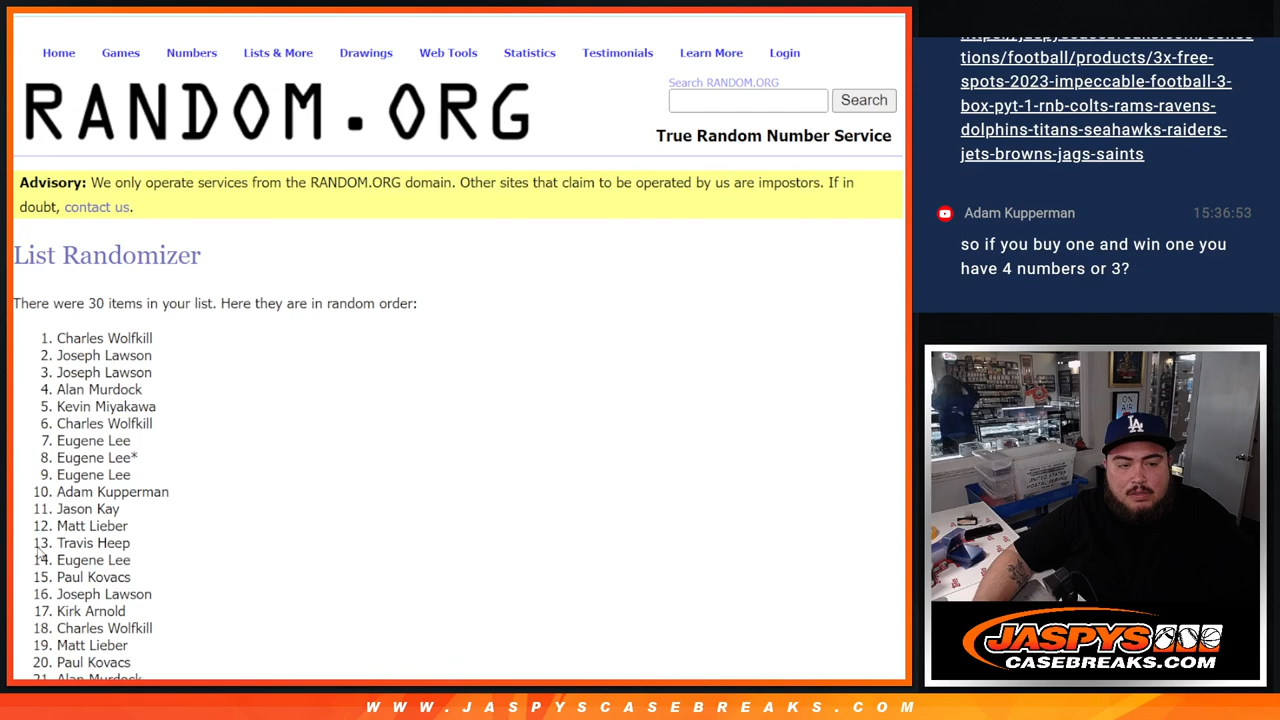 Home Games Numbers Lists & More Drawings Web Tools Statistics Testimonials Learn More Login
RANDOM.ORG
Search RANDOM.ORG
Search
True Random Number Service
Advisory: We only operate services from the RANDOM.ORG domain. Other sites that claim to be operated by us are impostors. If in
doubt, contact us.
List Randomizer
There were 30 items in your list. Here they are in random order:
1. Charles Wolfkill
2. Joseph Lawson
3. Joseph Lawson
4. Alan Murdock
5. Kevin Miyakawa
6. Charles Wolfkill
7. Eugene Lee
8. Eugene Lee*
9. Eugene Lee
10. Adam Kupperman
11. Jason Kay
12. Matt Lieber
13. Travis Heep
14. Eugene Lee
15. Paul Kovacs
16. Joseph Lawson
17. Kirk Arnold
18. Charles Wolfkill
19. Matt Lieber
20. Paul Kovacs
21. Alan Murdock
tions/football/products/3x-free-
spots-2023-impeccable-football-3-
box-pyt-1-rnb-colts-rams-ravens-
dolphins-titans-seahawks-raiders-
jets-browns-jags-saints
Adam Kupperman 15:36:53
so if you buy one and win one you
have 4 numbers or 3?
ON
AIR
LA
JASPYS
CASEBREAKS.COM
WWW.JASPYSCASEBREAKS.COM